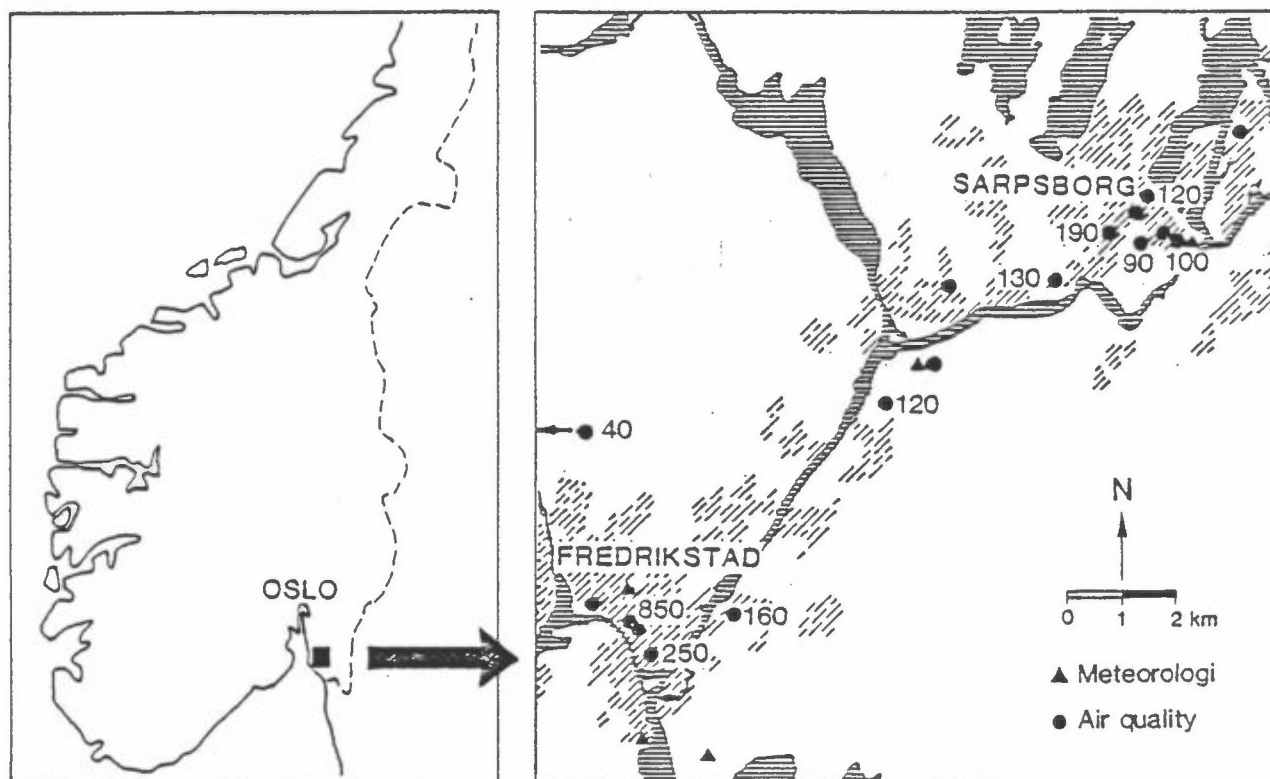 OSLO
SARPSBORG
120
190
90
100
130
120
40
FREDRIKSTAD
850
160
250
N
0 1 2 km
Meteorologi
Air quality